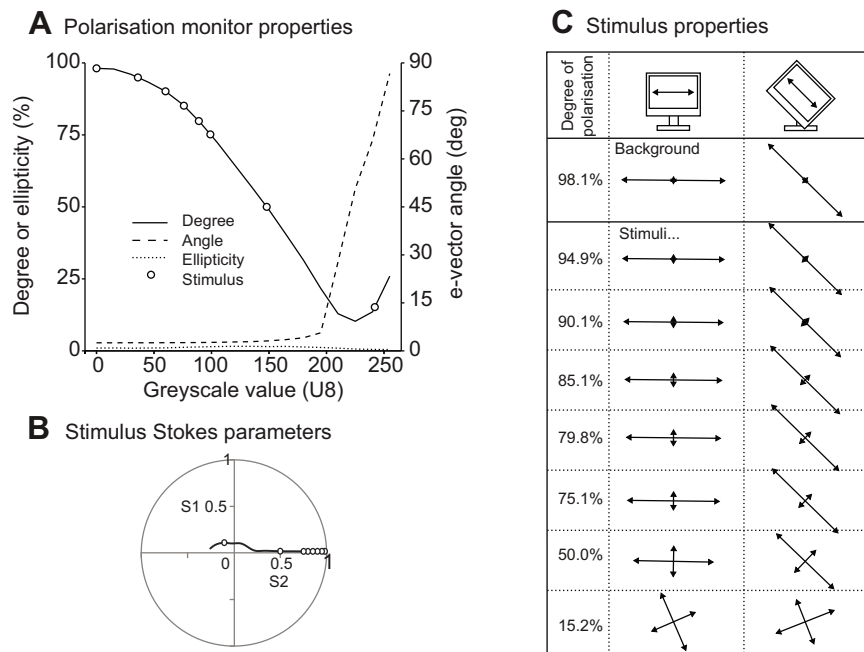 A Polarisation monitor properties
100
75
50
25
0
Degree or ellipticity (%)
90
75
60
45
30
15
0
e-vector angle (deg)
Degree
Angle
Ellipticity
Stimulus
0 50 100 150 200 250
Greyscale value (U8)
B Stimulus Stokes parameters
1
S1 0.5
0 0.5 1
S2
C Stimulus properties
Degree of
polarisation
Background
98.1%
Stimuli...
94.9%
90.1%
85.1%
79.8%
75.1%
50.0%
15.2%